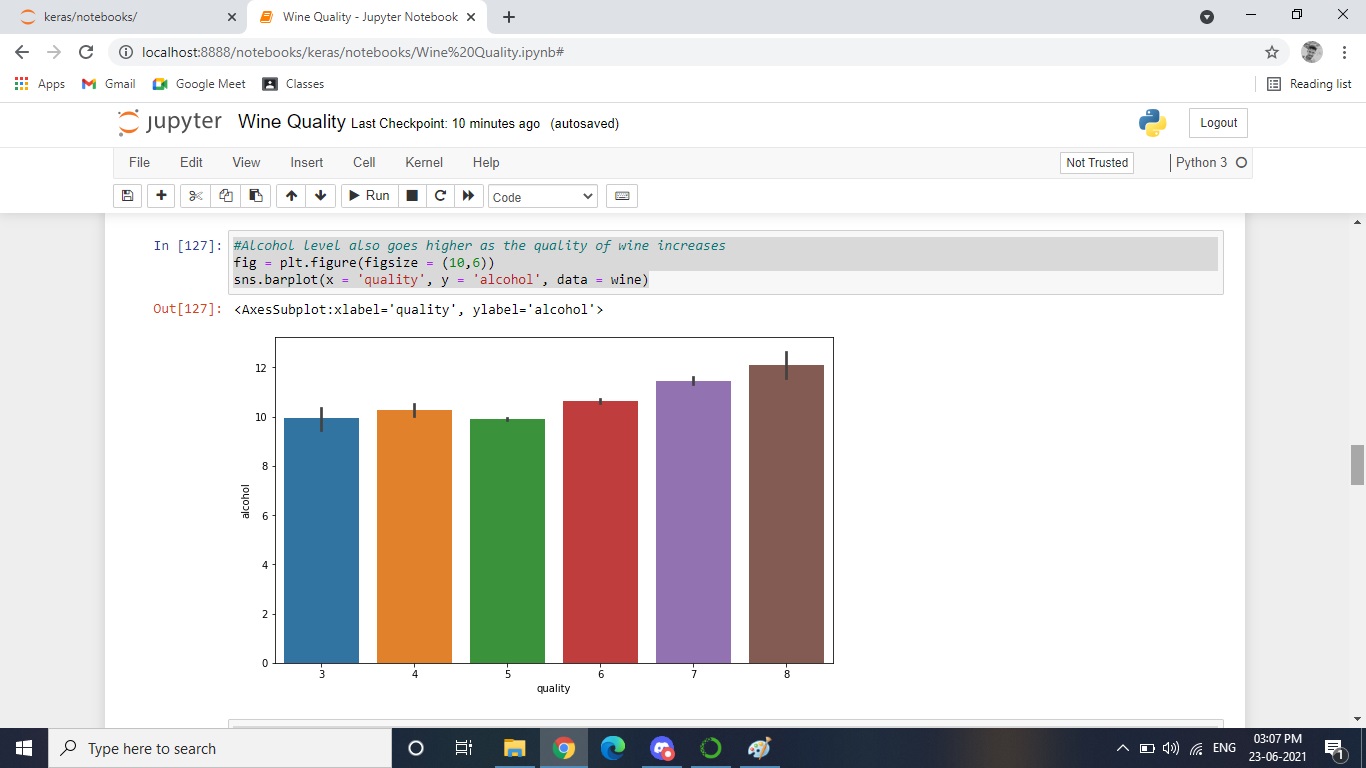 keras/notebooks/
Wine Quality - Jupyter Notebook
localhost:8888/notebooks/keras/notebooks/Wine%20Quality.ipynb#
Apps Gmail Google Meet Classes Reading list
jupyter Wine Quality Last Checkpoint: 10 minutes ago (autosaved) Logout
File Edit View Insert Cell Kernel Help Not Trusted Python 3
Run Code
In [127]: #Alcohol level also goes higher as the quality of wine increases
fig = plt.figure(figsize = (10,6))
sns.barplot(x = 'quality', y = 'alcohol', data = wine)
Out[127]: <AxesSubplot:xlabel='quality', ylabel='alcohol'>
12
10
8
6
4
2
0
alcohol
3 4 5 6 7 8
quality
Type here to search
ENG
03:07 PM
23-06-2021
1